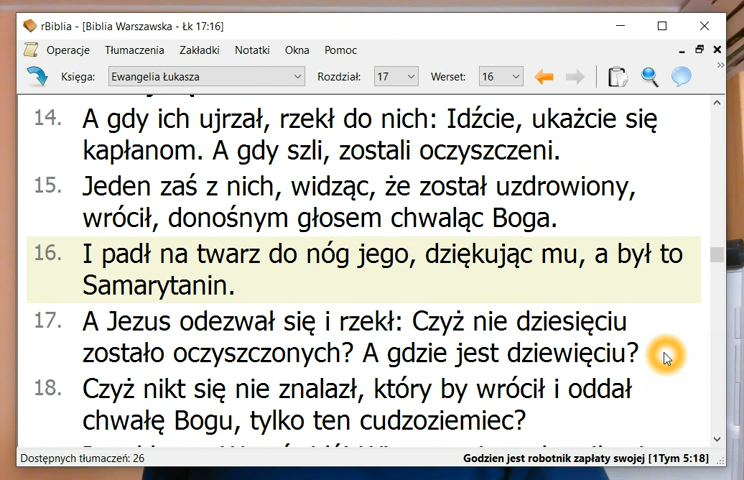 rBiblia - [Biblia Warszawska - Łk 17:16]
Operacje Tłumaczenia Zakładki Notatki Okna Pomoc
Księga: Ewangelia Łukasza Rozdział: 17 Werset: 16
14. A gdy ich ujrzał, rzekł do nich: Idźcie, ukażcie się
kapłanom. A gdy szli, zostali oczyszczeni.
15. Jeden zaś z nich, widząc, że został uzdrowiony,
wrócił, donośnym głosem chwaląc Boga.
16. I padł na twarz do nóg jego, dziękując mu, a był to
Samarytanin.
17. A Jezus odezwał się i rzekł: Czyż nie dziesięciu
zostało oczyszczonych? A gdzie jest dziewięciu?
18. Czyż nikt się nie znalazł, który by wrócił i oddał
chwałę Bogu, tylko ten cudzoziemiec?
Dostępnych tłumaczeń: 26 Godzien jest robotnik zapłaty swojej [1Tym 5:18]